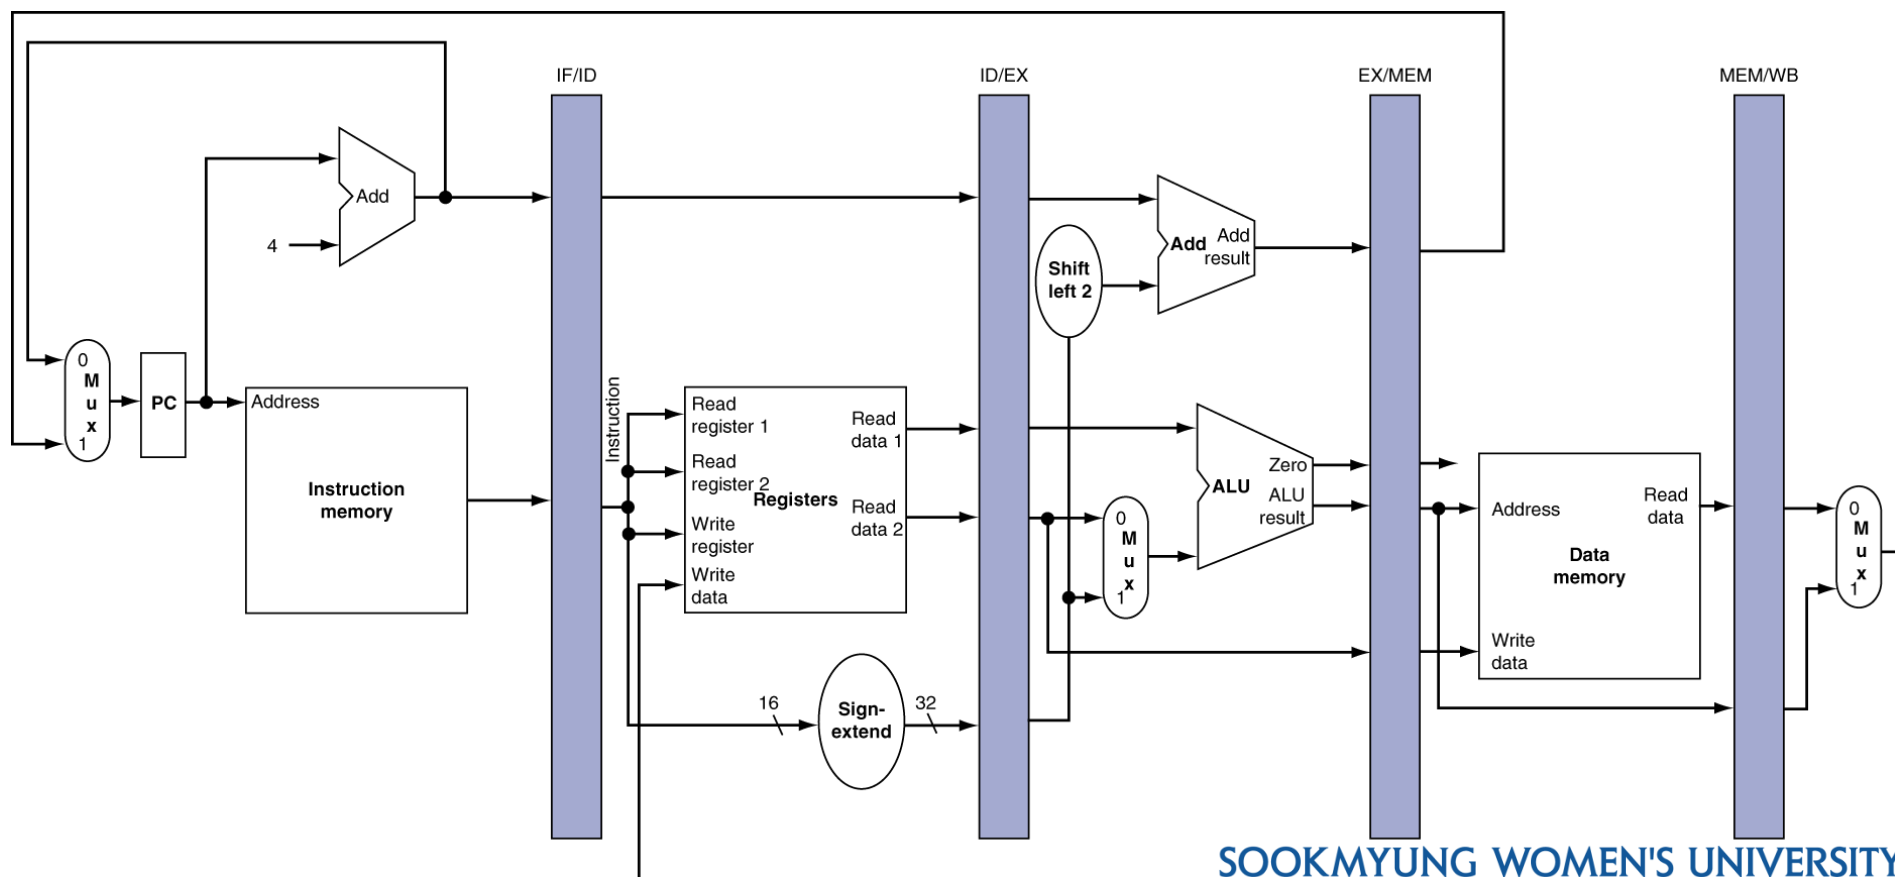 IF/ID
ID/EX
EX/MEM
MEM/WB
Add
4
Add
Add
result
Shift
left 2
0
M
u
x
1
PC
Address
Instruction
memory
Instruction
Read
register 1
Read
register 2
Write
register
Write
data
Registers
Read
data 1
Read
data 2
16
Sign-
extend
32
0
M
u
x
1
ALU
Zero
ALU
result
Address
Read
data
Data
memory
Write
data
0
M
u
x
1
SOOKMYUNG WOMEN'S UNIVERSITY